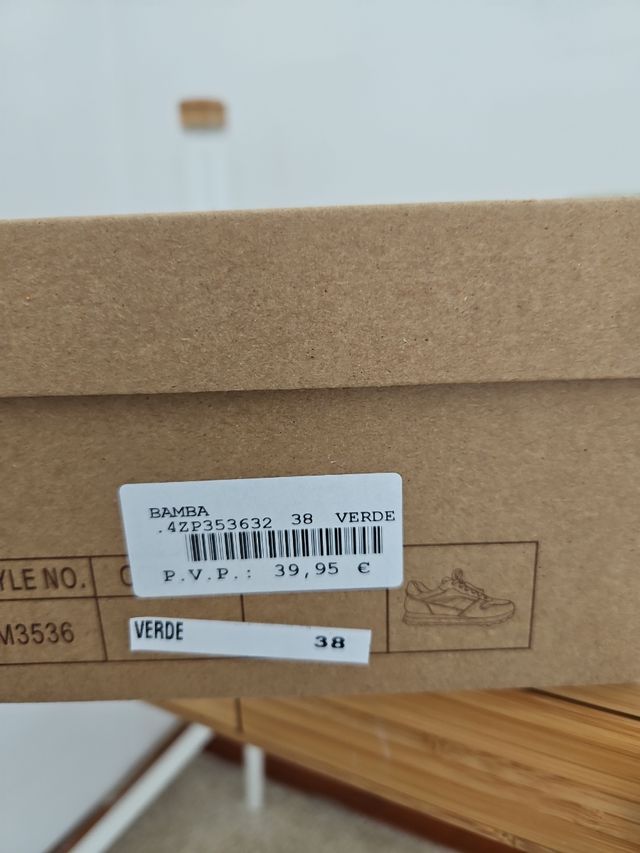 BAMBA
.4ZP353632 38 VERDE
P.V.P.: 39,95 €
YLE NO. C
M3536
VERDE 38